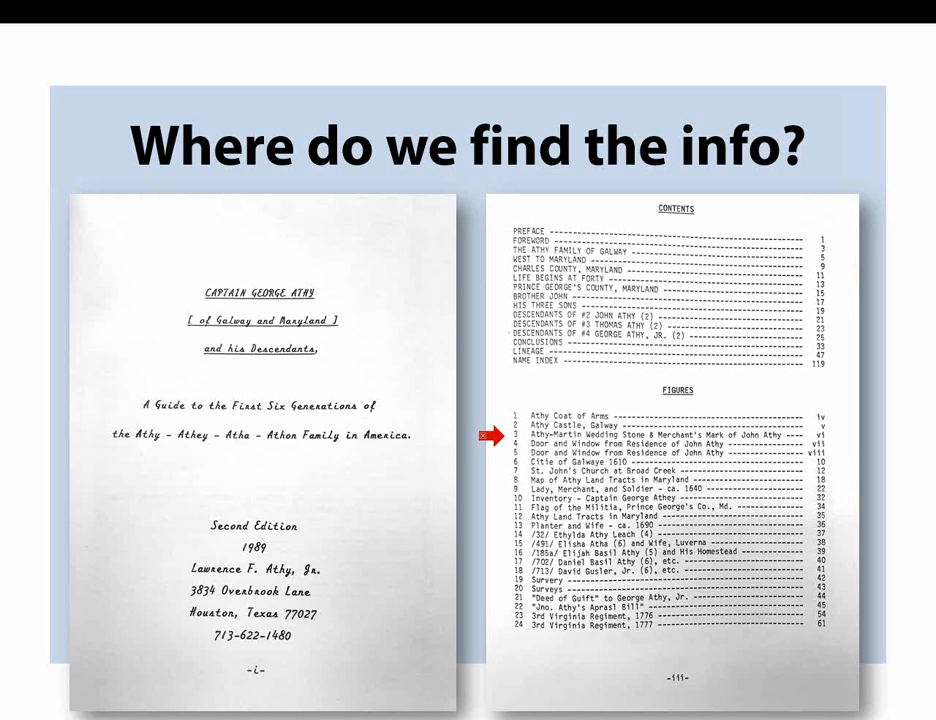 Where do we find the info?
CAPTAIN GEORGE ATHY
[ of Galway and Maryland ]
and his Descendants,
A Guide to the First Six Generations of
the Athy - Athey - Atha - Athon Family in America.
Second Edition
1989
Lawrence F. Athy, Jr.
3834 Overbrook Lane
Houston, Texas 77027
713-622-1480
-i-
CONTENTS
PREFACE ---------- 1
FOREWORD ---------- 3
THE ATHY FAMILY OF GALWAY ---------- 5
WEST TO MARYLAND ---------- 9
CHARLES COUNTY, MARYLAND ---------- 11
LIFE BEGINS AT FORTY ---------- 13
PRINCE GEORGE'S COUNTY, MARYLAND ---------- 15
BROTHER JOHN ---------- 17
HIS THREE SONS ---------- 19
DESCENDANTS OF #2 JOHN ATHY (2) ---------- 21
DESCENDANTS OF #3 THOMAS ATHY (2) ---------- 23
DESCENDANTS OF #4 GEORGE ATHY, JR. (2) ---------- 25
CONCLUSIONS ---------- 33
LINEAGE ---------- 47
NAME INDEX ---------- 119
FIGURES
1 Athy Coat of Arms ---------- iv
2 Athy Castle, Galway ---------- v
3 Athy-Martin Wedding Stone & Merchant's Mark of John Athy ---- vi
4 Door and Window from Residence of John Athy ---------- vii
5 Door and Window from Residence of John Athy ---------- viii
6 Citie of Galwaye 1610 ---------- 10
7 St. John's Church at Broad Creek ---------- 12
8 Map of Athy Land Tracts in Maryland ---------- 18
9 Lady, Merchant, and Soldier - ca. 1640 ---------- 22
10 Inventory - Captain George Athey ---------- 32
11 Flag of the Militia, Prince George's Co., Md. ---------- 34
12 Athy Land Tracts in Maryland ---------- 35
13 Planter and Wife - ca. 1690 ---------- 36
14 /32/ Ethylda Athy Leach (4) ---------- 37
15 /491/ Elisha Atha (6) and Wife, Luverna ---------- 38
16 /185a/ Elijah Basil Athy (5) and His Homestead ---------- 39
17 /702/ Daniel Basil Athy (6), etc. ---------- 40
18 /713/ David Gusler, Jr. (6), etc. ---------- 41
19 Survery ---------- 42
20 Surveys ---------- 43
21 "Deed of Guift" to George Athy, Jr. ---------- 44
22 "Jno. Athy's Aprasl Bill" ---------- 45
23 3rd Virginia Regiment, 1776 ---------- 54
24 3rd Virginia Regiment, 1777 ---------- 61
-iii-